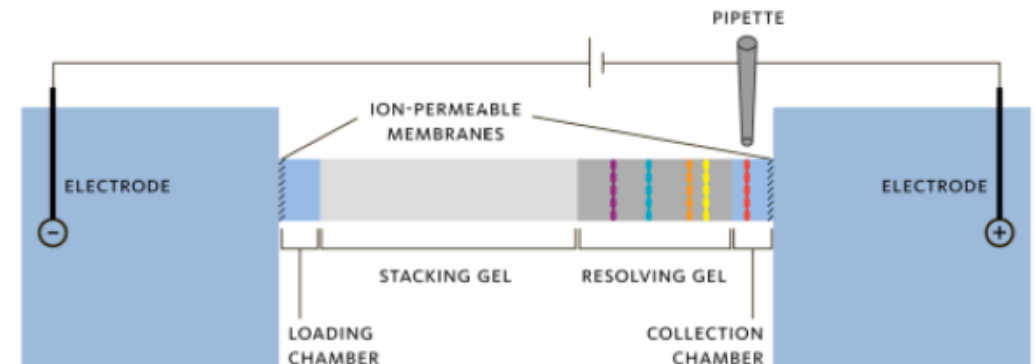 PIPETTE
ION-PERMEABLE
MEMBRANES
ELECTRODE
ELECTRODE
−
+
STACKING GEL
RESOLVING GEL
LOADING
CHAMBER
COLLECTION
CHAMBER